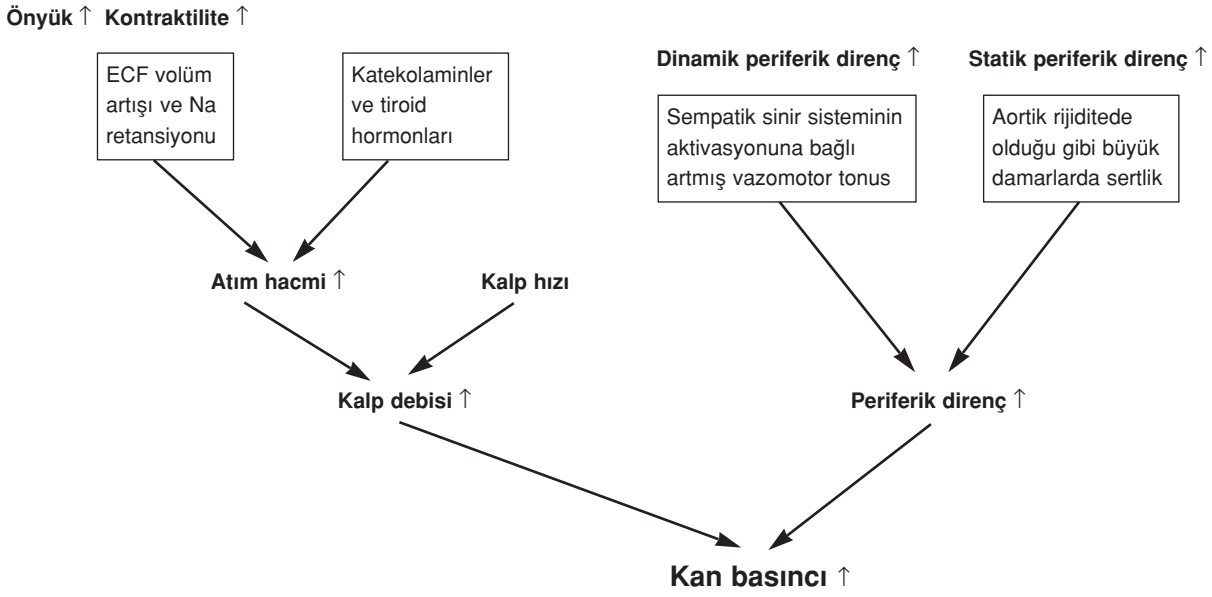 Önyük ↑ Kontraktilite ↑
ECF volüm
artışı ve Na
retansiyonu
Katekolaminler
ve tiroid
hormonları
Dinamik periferik direnç ↑
Statik periferik direnç ↑
Sempatik sinir sisteminin
aktivasyonuna bağlı
artmış vazomotor tonus
Aortik rijiditede
olduğu gibi büyük
damarlarda sertlik
Atım hacmi ↑
Kalp hızı
Kalp debisi ↑
Periferik direnç ↑
Kan basıncı ↑